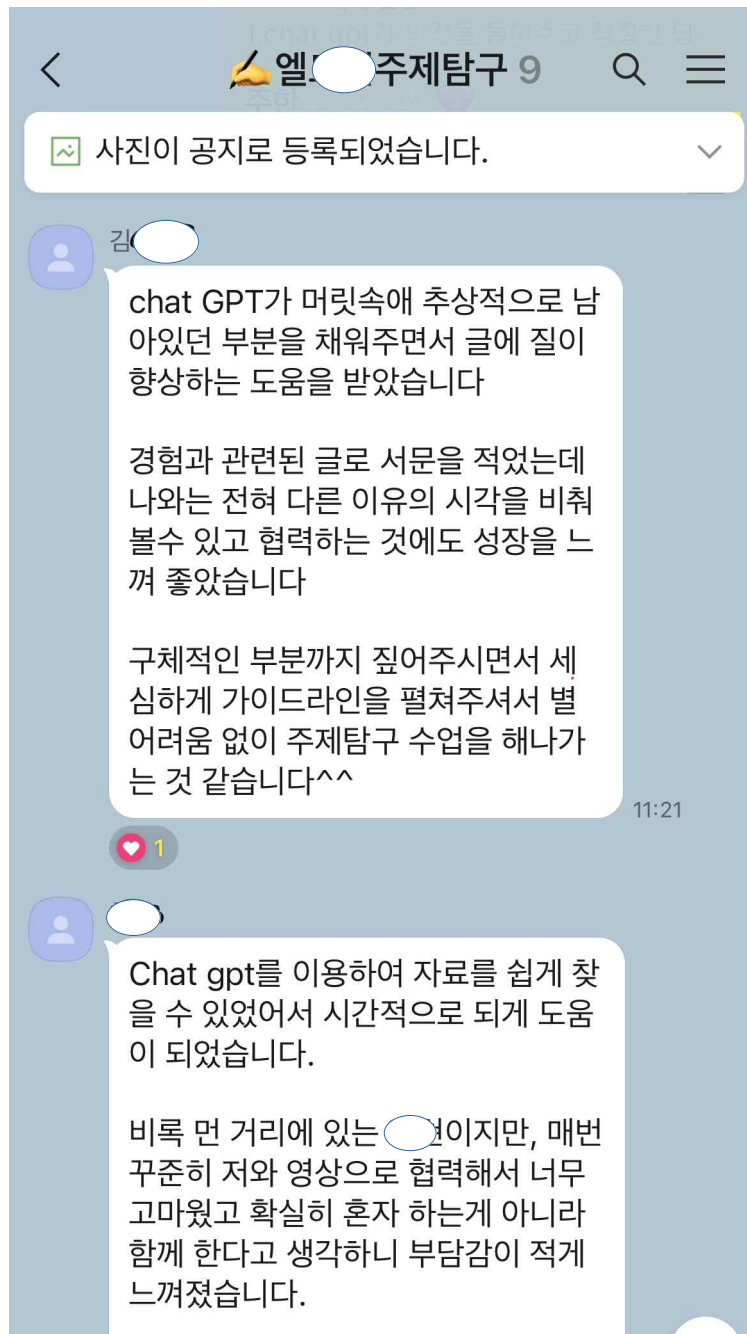 엘 주제탐구 9
사진이 공지로 등록되었습니다.
김
chat GPT가 머릿속애 추상적으로 남
아있던 부분을 채워주면서 글에 질이
향상하는 도움을 받았습니다
경험과 관련된 글로 서문을 적었는데
나와는 전혀 다른 이유의 시각을 비춰
볼수 있고 협력하는 것에도 성장을 느
껴 좋았습니다
구체적인 부분까지 짚어주시면서 세
심하게 가이드라인을 펼쳐주셔서 별
어려움 없이 주제탐구 수업을 해나가
는 것 같습니다^^
11:21
1
Chat gpt를 이용하여 자료를 쉽게 찾
을 수 있었어서 시간적으로 되게 도움
이 되었습니다.
비록 먼 거리에 있는 이지만, 매번
꾸준히 저와 영상으로 협력해서 너무
고마웠고 확실히 혼자 하는게 아니라
함께 한다고 생각하니 부담감이 적게
느껴졌습니다.